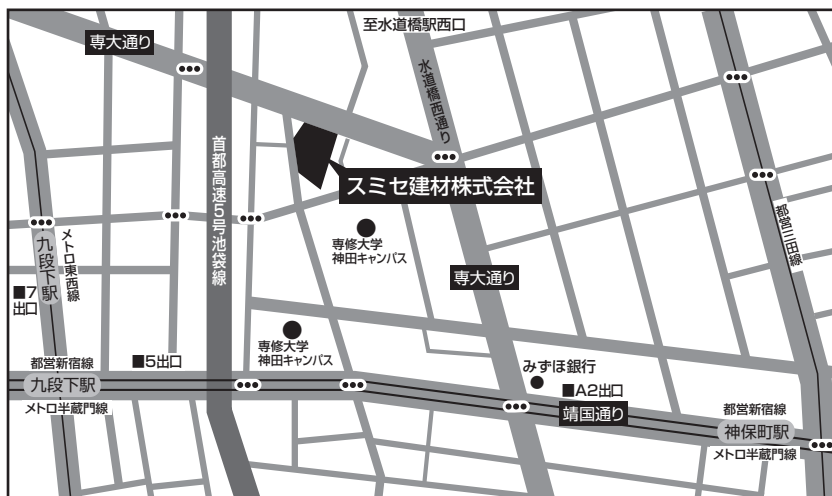 至水道橋駅西口
専大通り
水道橋西通り
首都高速5号池袋線
スミセ建材株式会社
都営三田線
専修大学
神田キャンパス
メトロ東西線
九段下駅
専大通り
■7
出口
専修大学
神田キャンパス
都営新宿線
■5出口
みずほ銀行
九段下駅
■A2出口
メトロ半蔵門線
靖国通り
都営新宿線
神保町駅
メトロ半蔵門線